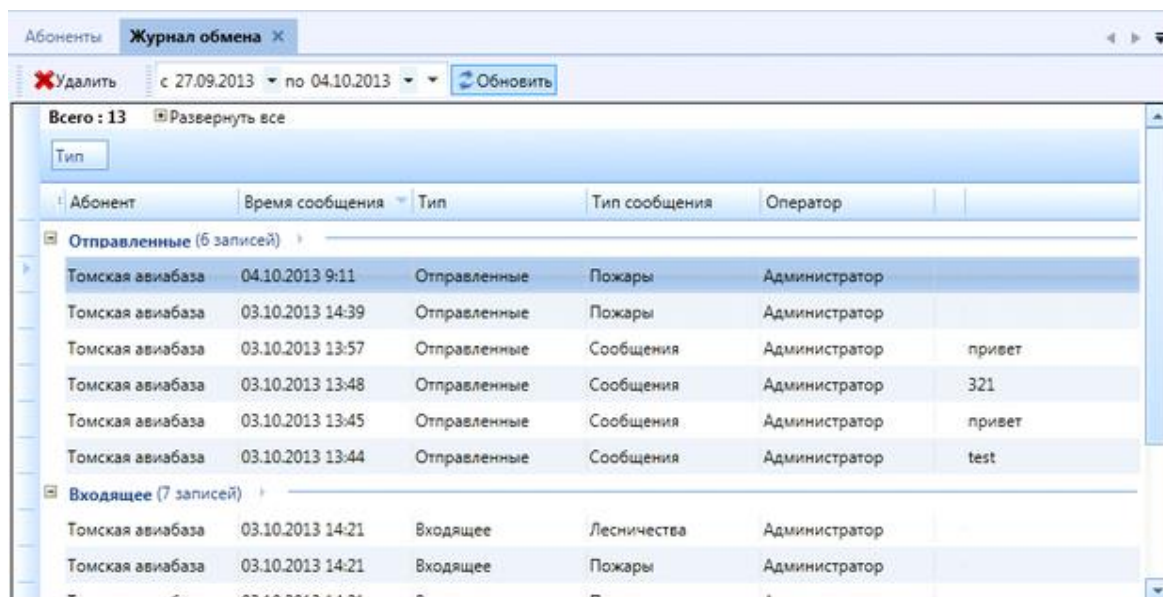 Абоненты Журнал обмена
Удалить с 27.09.2013 по 04.10.2013 Обновить
Всего : 13 Развернуть все
Тип
Абонент Время сообщения Тип Тип сообщения Оператор
Отправленные (6 записей)
Томская авиабаза 04.10.2013 9:11 Отправленные Пожары Администратор
Томская авиабаза 03.10.2013 14:39 Отправленные Пожары Администратор
Томская авиабаза 03.10.2013 13:57 Отправленные Сообщения Администратор привет
Томская авиабаза 03.10.2013 13:48 Отправленные Сообщения Администратор 321
Томская авиабаза 03.10.2013 13:45 Отправленные Сообщения Администратор привет
Томская авиабаза 03.10.2013 13:44 Отправленные Сообщения Администратор test
Входящее (7 записей)
Томская авиабаза 03.10.2013 14:21 Входящее Лесничества Администратор
Томская авиабаза 03.10.2013 14:21 Входящее Пожары Администратор